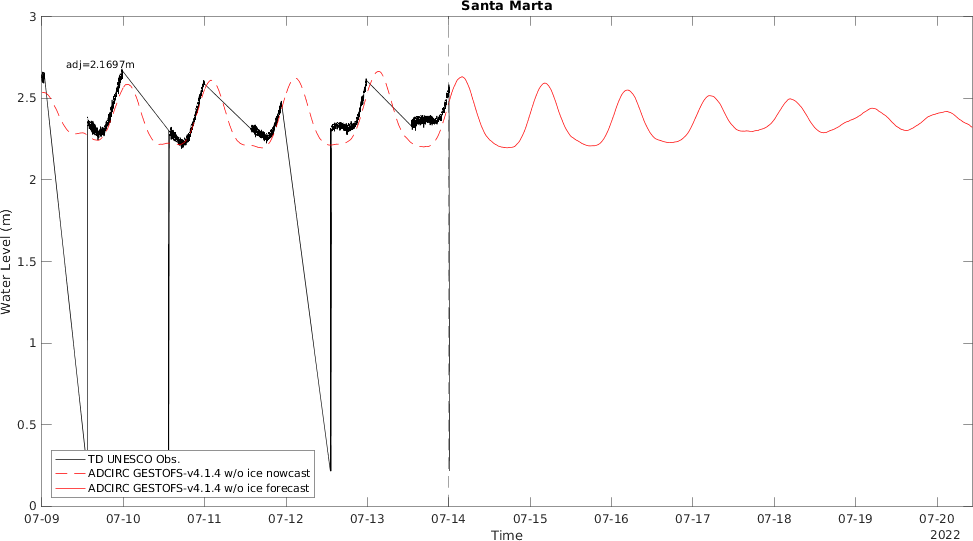 Santa Marta
3
2.5
2
1.5
1
0.5
0
Water Level (m)
adj=2.1697m
TD UNESCO Obs.
ADCIRC GESTOFS-v4.1.4 w/o ice nowcast
ADCIRC GESTOFS-v4.1.4 w/o ice forecast
07-09 07-10 07-11 07-12 07-13 07-14 07-15 07-16 07-17 07-18 07-19 07-20
Time
2022